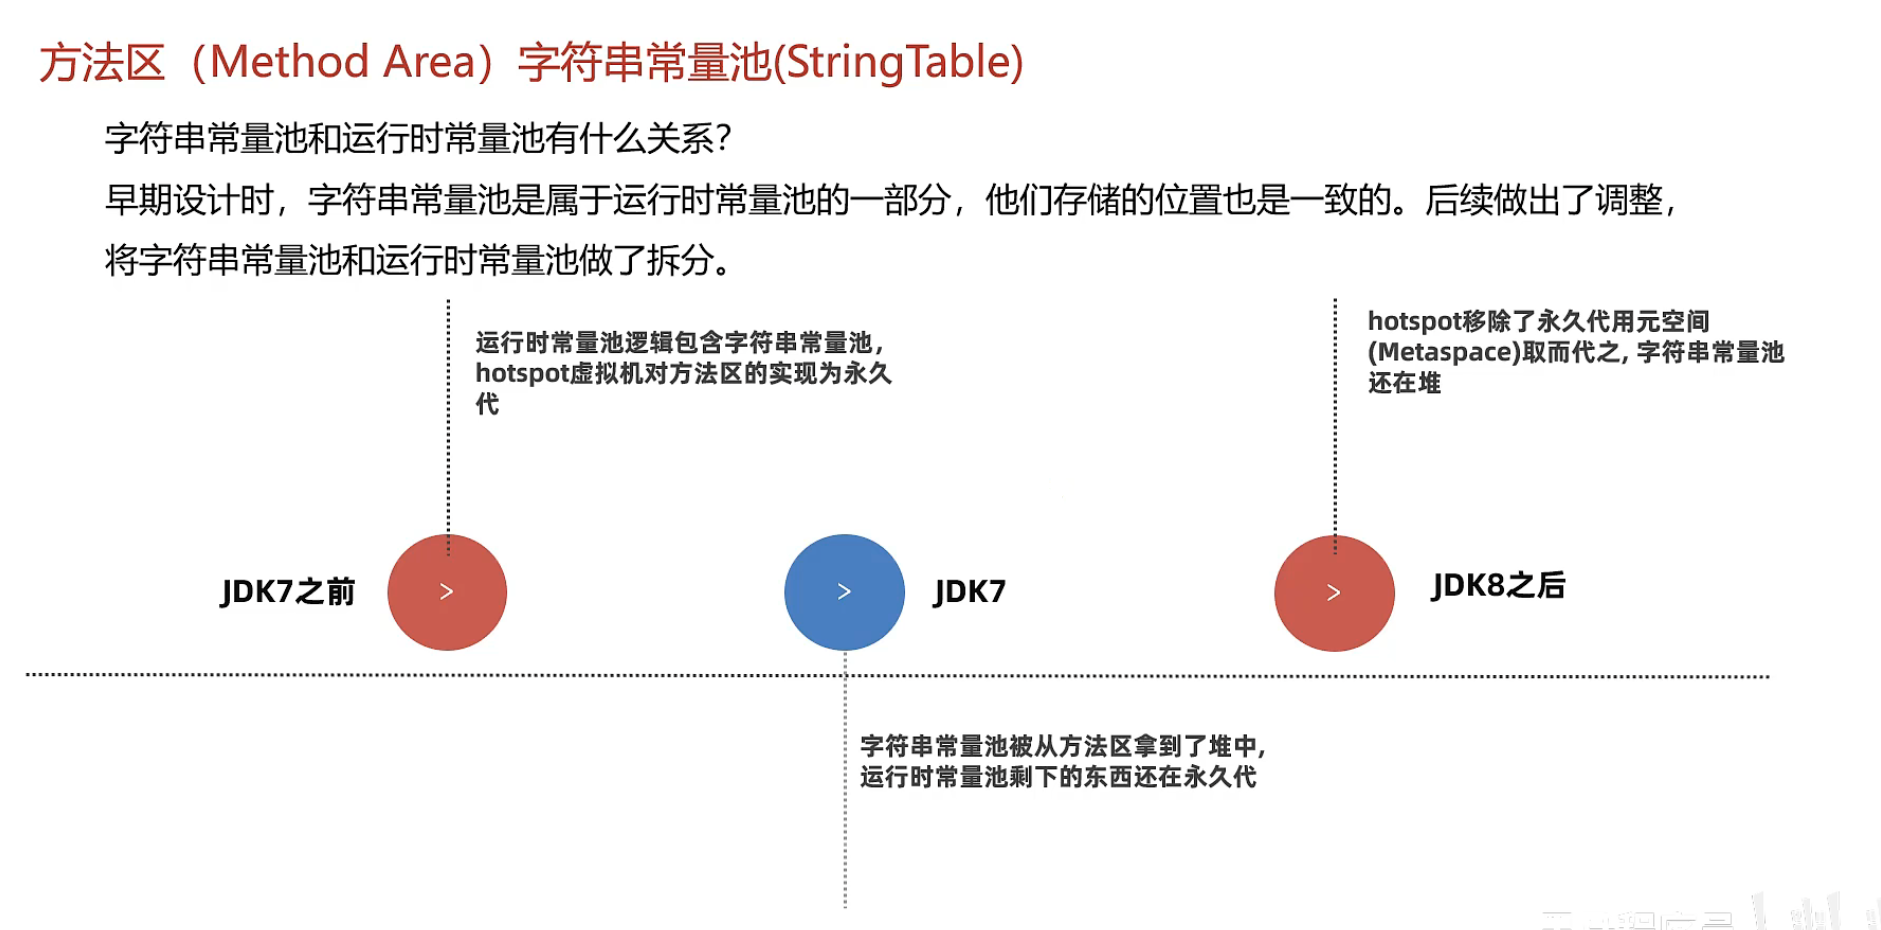 方法区（Method Area）字符串常量池(StringTable)
字符串常量池和运行时常量池有什么关系？
早期设计时，字符串常量池是属于运行时常量池的一部分，他们存储的位置也是一致的。后续做出了调整，
将字符串常量池和运行时常量池做了拆分。
运行时常量池逻辑包含字符串常量池，
hotspot虚拟机对方法区的实现为永久
代
hotspot移除了永久代用元空间
(Metaspace)取而代之, 字符串常量池
还在堆
JDK7之前
>
>
JDK7
>
JDK8之后
字符串常量池被从方法区拿到了堆中,
运行时常量池剩下的东西还在永久代